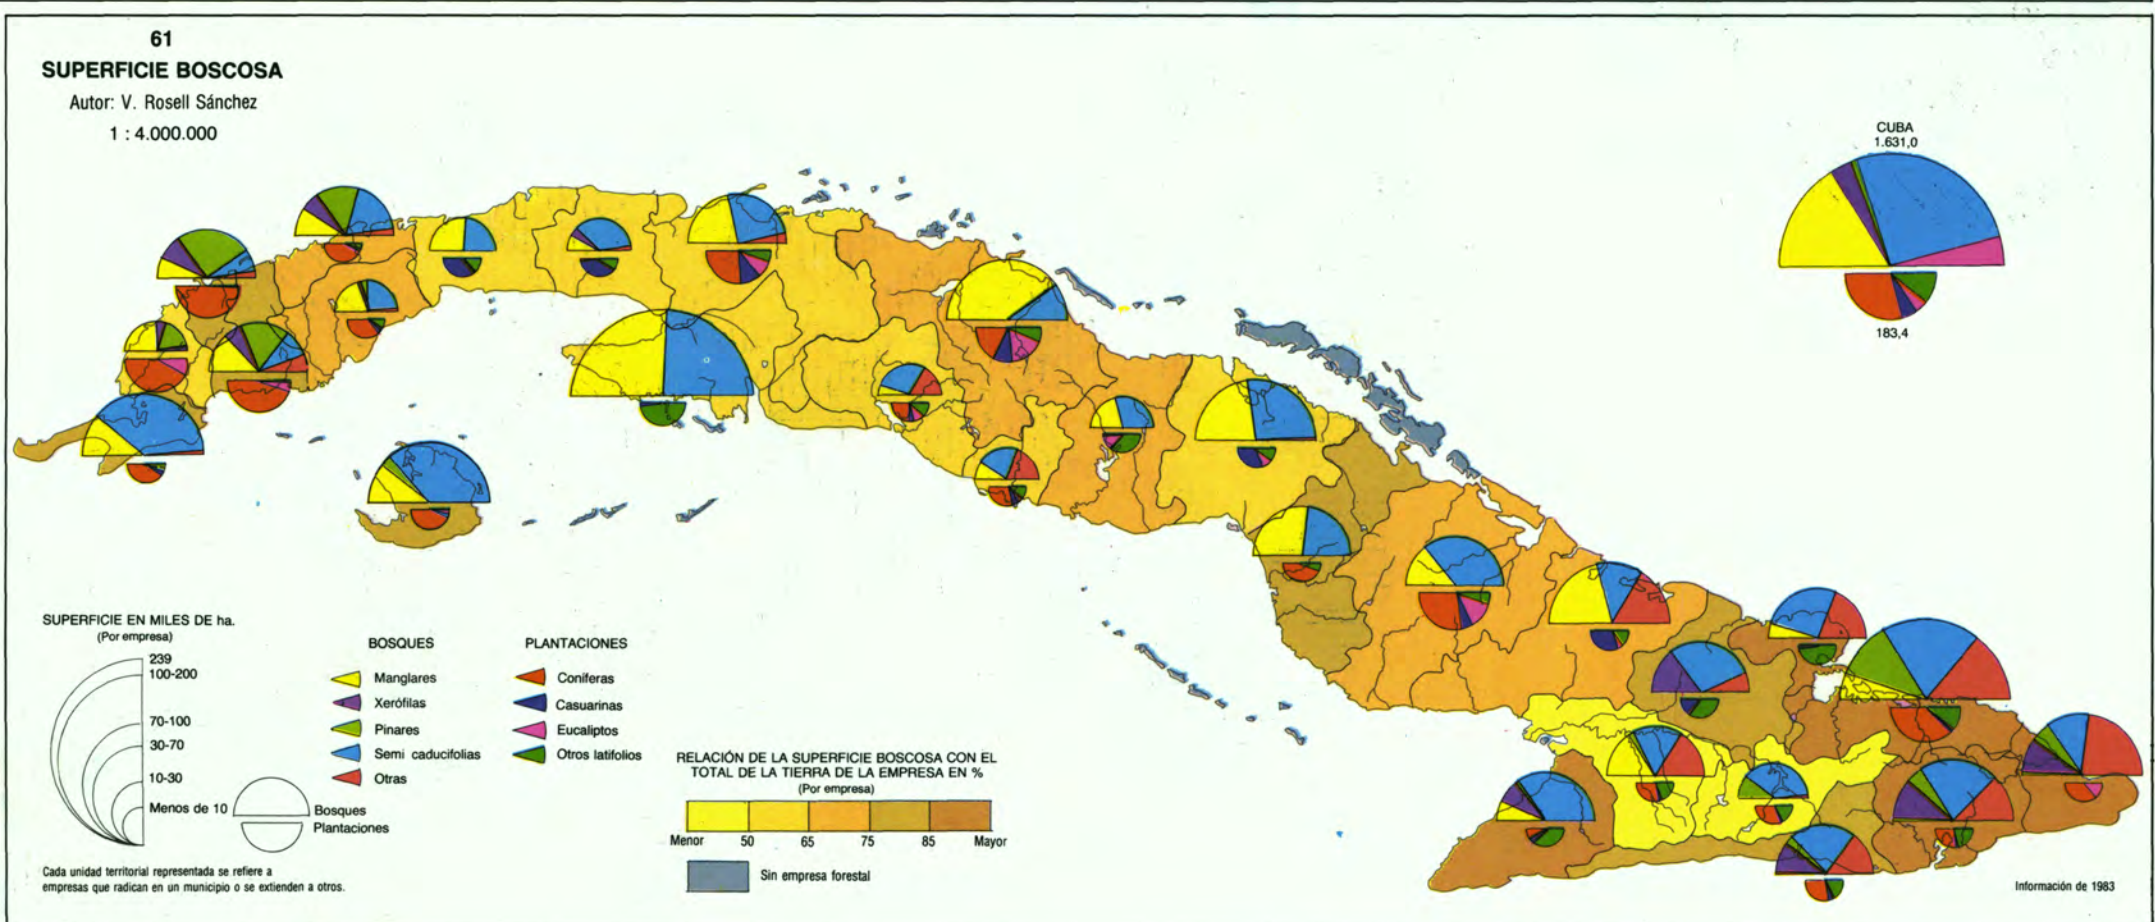 61
SUPERFICIE BOSCOSA
Autor: V. Rosell Sánchez
1 : 4.000.000
CUBA
1.631,0
183,4
SUPERFICIE EN MILES DE ha.
(Por empresa)
239
100-200
70-100
30-70
10-30
Menos de 10
Bosques
Plantaciones
BOSQUES
Manglares
Xerófilas
Pinares
Semi caducifolias
Otras
PLANTACIONES
Coníferas
Casuarinas
Eucaliptos
Otros latifolios
RELACIÓN DE LA SUPERFICIE BOSCOSA CON EL
TOTAL DE LA TIERRA DE LA EMPRESA EN %
(Por empresa)
Menor 50 65 75 85 Mayor
Sin empresa forestal
Cada unidad territorial representada se refiere a
empresas que radican en un municipio o se extienden a otros.
Información de 1983